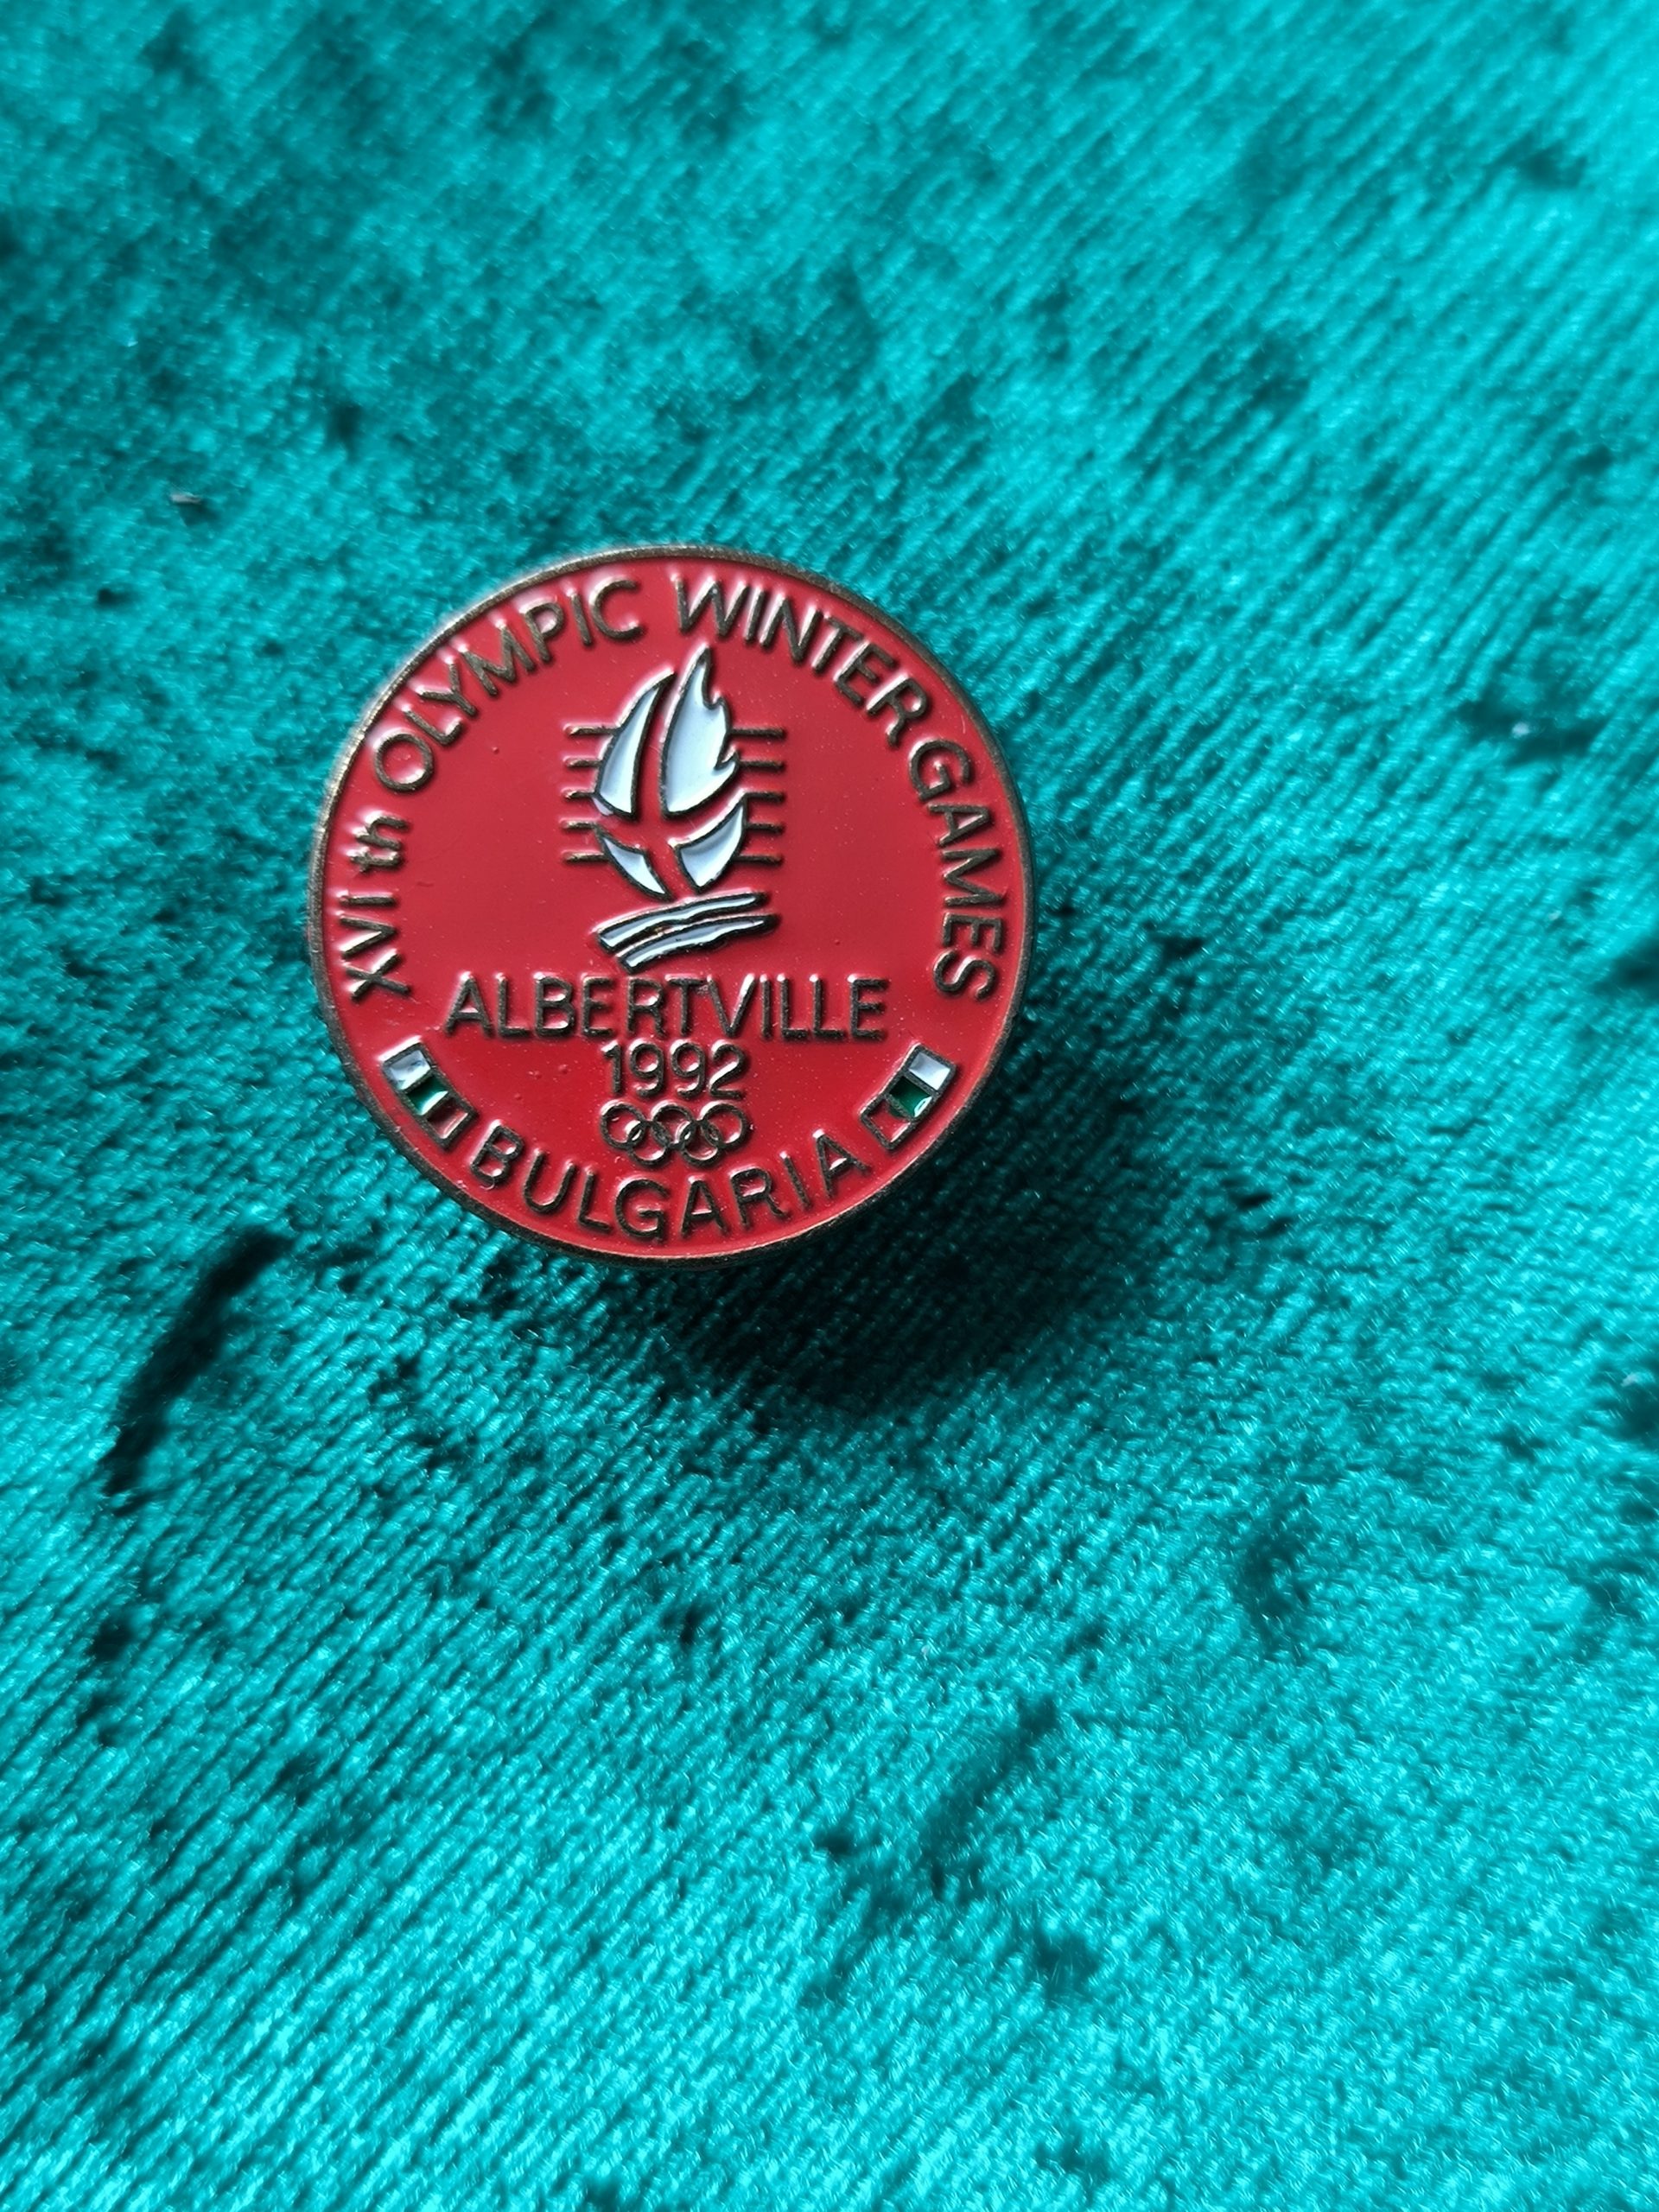 XVIth OLYMPIC WINTER GAMES
ALBERTVILLE
1992
BULGARIA